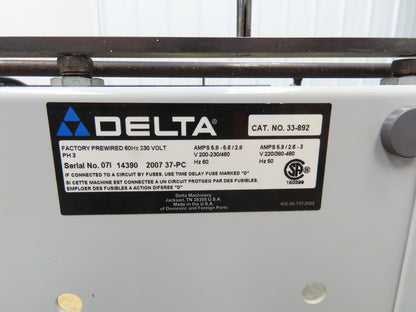 DELTA®
CAT. NO. 33-892
FACTORY PREWIRED 60Hz 230 VOLT
PH 3
Serial No. 07I 14390 2007 37-PC
AMPS 5.8 - 5.6 / 2.8
V 200-230/460
Hz 60
AMPS 5.9 / 2.6 - 3
V 220/380-460
Hz 50
IF CONNECTED TO A CIRCUIT BY FUSES, USE TIME DELAY FUSE MARKED "D"
SI CETTE MACHINE EST CONNECTEE A UN CIRCUIT PROTEGE PAR DES FUSIBLES,
EMPLOER DES FUSIBLES A ACTION DIFEREE "D"
Delta Machinery
Jackson, TN 38305 U.S.A.
Made in the U.S.A.
of Domestic and Foreign Parts